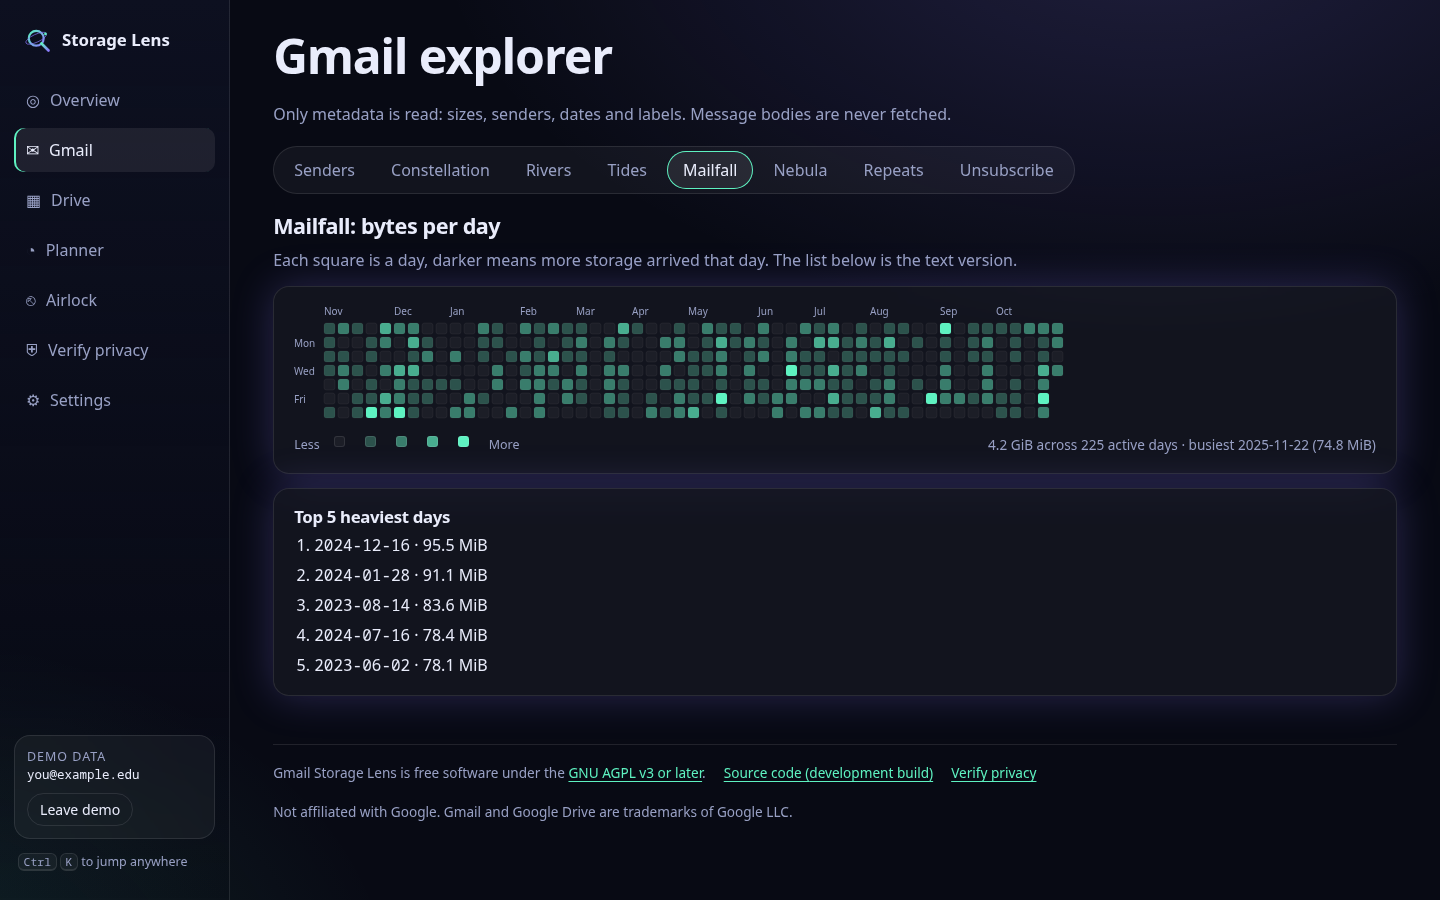 Storage Lens
Overview
Gmail
Drive
Planner
Airlock
Verify privacy
Settings
DEMO DATA
you@example.edu
Leave demo
Ctrl K to jump anywhere
Gmail explorer
Only metadata is read: sizes, senders, dates and labels. Message bodies are never fetched.
Senders Constellation Rivers Tides Mailfall Nebula Repeats Unsubscribe
Mailfall: bytes per day
Each square is a day, darker means more storage arrived that day. The list below is the text version.
Nov Dec Jan Feb Mar Apr May Jun Jul Aug Sep Oct
Mon
Wed
Fri
Less More
4.2 GiB across 225 active days · busiest 2025-11-22 (74.8 MiB)
Top 5 heaviest days
1. 2024-12-16 · 95.5 MiB
2. 2024-01-28 · 91.1 MiB
3. 2023-08-14 · 83.6 MiB
4. 2024-07-16 · 78.4 MiB
5. 2023-06-02 · 78.1 MiB
Gmail Storage Lens is free software under the GNU AGPL v3 or later. Source code (development build) Verify privacy
Not affiliated with Google. Gmail and Google Drive are trademarks of Google LLC.